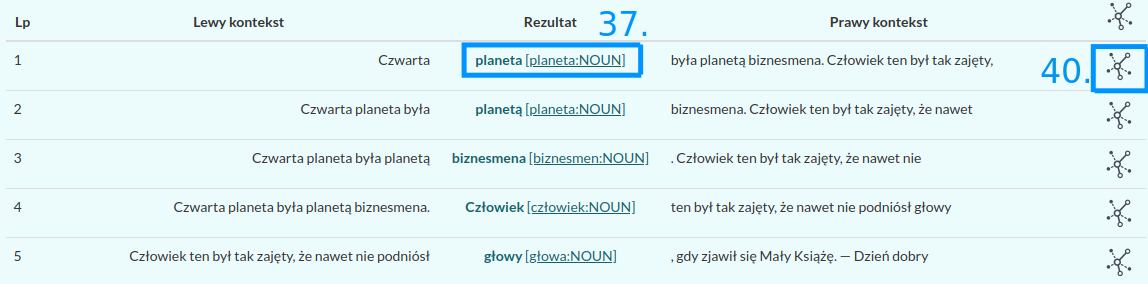 Lp Lewy kontekst Rezultat 37. Prawy kontekst
1 Czwarta planeta [planeta:NOUN] była planetą biznesmena. Człowiek ten był tak zajęty, 40.
2 Czwarta planeta była planetą [planeta:NOUN] biznesmena. Człowiek ten był tak zajęty, że nawet
3 Czwarta planeta była planetą biznesmena [biznesmen:NOUN] . Człowiek ten był tak zajęty, że nawet nie
4 Czwarta planeta była planetą biznesmena. Człowiek [człowiek:NOUN] ten był tak zajęty, że nawet nie podniósł głowy
5 Człowiek ten był tak zajęty, że nawet nie podniósł głowy [głowa:NOUN] , gdy zjawił się Mały Książę. — Dzień dobry